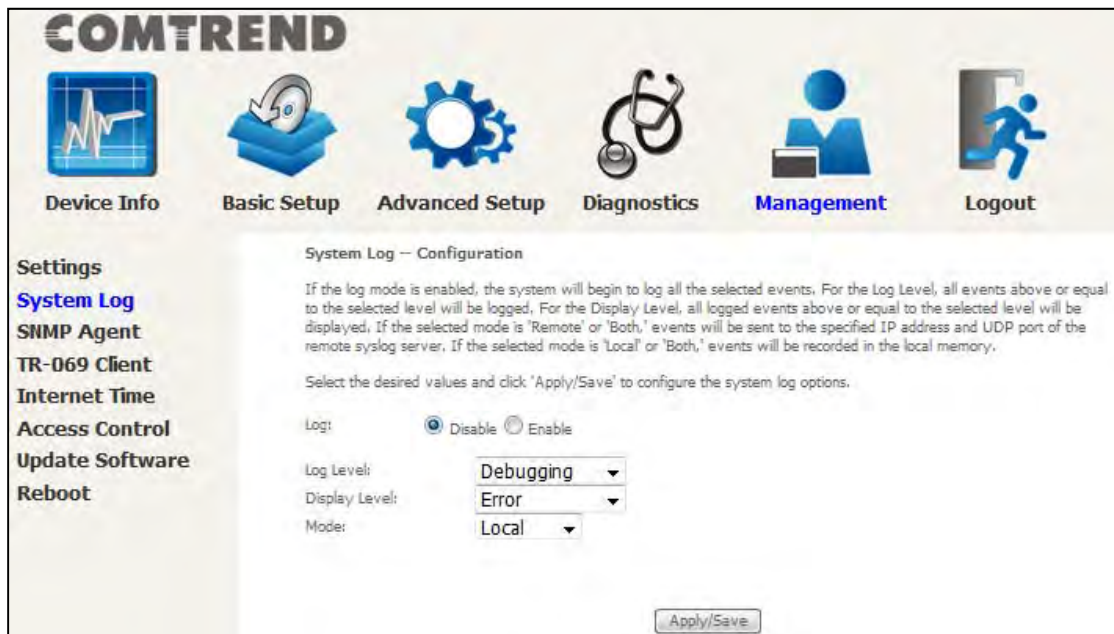 COMTREND
Device Info
Basic Setup
Advanced Setup
Diagnostics
Management
Logout
Settings
System Log
SNMP Agent
TR-069 Client
Internet Time
Access Control
Update Software
Reboot
System Log -- Configuration
If the log mode is enabled, the system will begin to log all the selected events. For the Log Level, all events above or equal
to the selected level will be logged. For the Display Level, all logged events above or equal to the selected level will be
displayed. If the selected mode is 'Remote' or 'Both,' events will be sent to the specified IP address and UDP port of the
remote syslog server. If the selected mode is 'Local' or 'Both,' events will be recorded in the local memory.
Select the desired values and click 'Apply/Save' to configure the system log options.
Log: Disable Enable
Log Level: Debugging
Display Level: Error
Mode: Local
Apply/Save